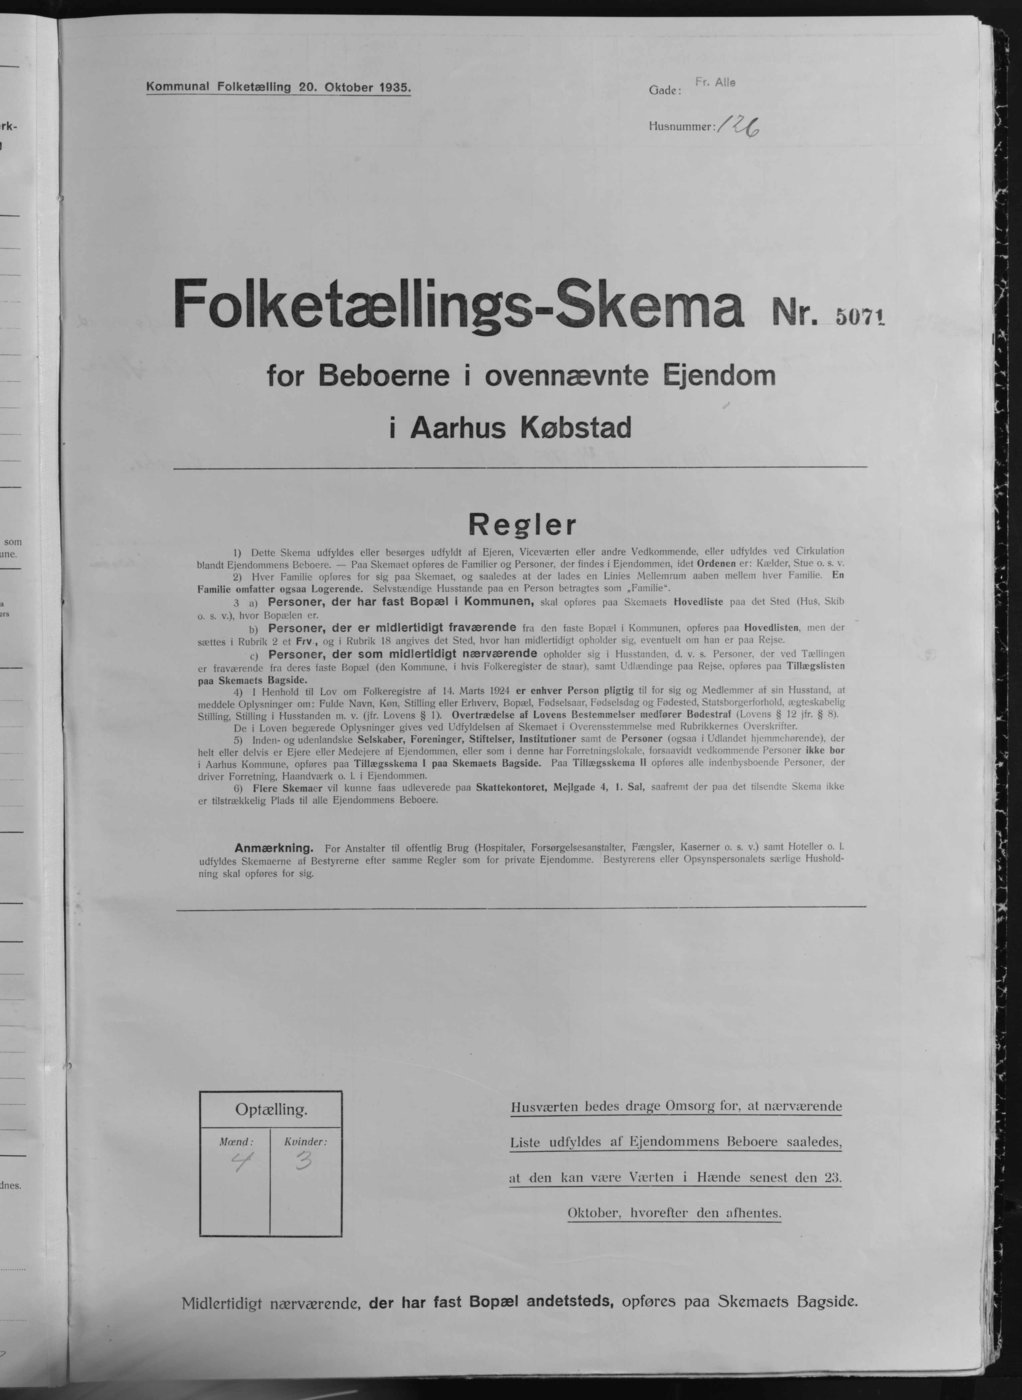 Kommunal Folketælling 20. Oktober 1935.
Gade: Fr. Alle
Husnummer: 126
Folketællings-Skema Nr. 5071
for Beboerne i ovennævnte Ejendom
i Aarhus Købstad
Regler
1) Dette Skema udfyldes eller besørges udfyldt af Ejeren, Viceværten eller andre Vedkommende, eller udfyldes ved Cirkulation
blandt Ejendommens Beboere. — Paa Skemaet opføres de Familier og Personer, der findes i Ejendommen, idet Ordenen er: Kælder, Stue o. s. v.
2) Hver Familie opføres for sig paa Skemaet, og saaledes at der lades en Linies Mellemrum aaben mellem hver Familie. En
Familie omfatter ogsaa Logerende. Selvstændige Husstande paa en Person betragtes som „Familie".
3 a) Personer, der har fast Bopæl i Kommunen, skal opføres paa Skemaets Hovedliste paa det Sted (Hus, Skib
o. s. v.), hvor Bopælen er.
b) Personer, der er midlertidigt fraværende fra den faste Bopæl i Kommunen, opføres paa Hovedlisten, men der
sættes i Rubrik 2 et Frv., og i Rubrik 18 angives det Sted, hvor han midlertidigt opholder sig, eventuelt om han er paa Rejse.
c) Personer, der som midlertidigt nærværende opholder sig i Husstanden, d. v. s. Personer, der ved Tællingen
er fraværende fra deres faste Bopæl (den Kommune, i hvis Folkeregister de staar), samt Udlændinge paa Rejse, opføres paa Tillægslisten
paa Skemaets Bagside.
4) I Henhold til Lov om Folkeregistre af 14. Marts 1924 er enhver Person pligtig til for sig og Medlemmer af sin Husstand, at
meddele Oplysninger om: Fulde Navn, Køn, Stilling eller Erhverv, Bopæl, Fødselsaar, Fødselsdag og Fødested, Statsborgerforhold, ægteskabelig
Stilling, Stilling i Husstanden m. v. (jfr. Lovens § 1). Overtrædelse af Lovens Bestemmelser medfører Bødestraf (Lovens § 12 jfr. § 8).
De i Loven begærede Oplysninger gives ved Udfyldelsen af Skemaet i Overensstemmelse med Rubrikkernes Overskrifter.
5) Inden- og udenlandske Selskaber, Foreninger, Stiftelser, Institutioner samt de Personer (ogsaa i Udlandet hjemmehørende), der
helt eller delvis er Ejere eller Medejere af Ejendommen, eller som i denne har Forretningslokale, forsaavidt vedkommende Personer ikke bor
i Aarhus Kommune, opføres paa Tillægsskema I paa Skemaets Bagside. Paa Tillægsskema II opføres alle indenbysboende Personer, der
driver Forretning, Haandværk o. l. i Ejendommen.
6) Flere Skemaer vil kunne faas udleverede paa Skattekontoret, Mejlgade 4, 1. Sal, saafremt der paa det tilsendte Skema ikke
er tilstrækkelig Plads til alle Ejendommens Beboere.
Anmærkning. For Anstalter til offentlig Brug (Hospitaler, Forsørgelsesanstalter, Fængsler, Kaserner o. s. v.) samt Hoteller o. l.
udfyldes Skemaerne af Bestyrerne efter samme Regler som for private Ejendomme. Bestyrerens eller Opsynspersonalets særlige Hushold-
ning skal opføres for sig.
Optælling.
Mænd: Kvinder:
4 3
Husværten bedes drage Omsorg for, at nærværende
Liste udfyldes af Ejendommens Beboere saaledes,
at den kan være Værten i Hænde senest den 23.
Oktober, hvorefter den afhentes.
Midlertidigt nærværende, der har fast Bopæl andetsteds, opføres paa Skemaets Bagside.